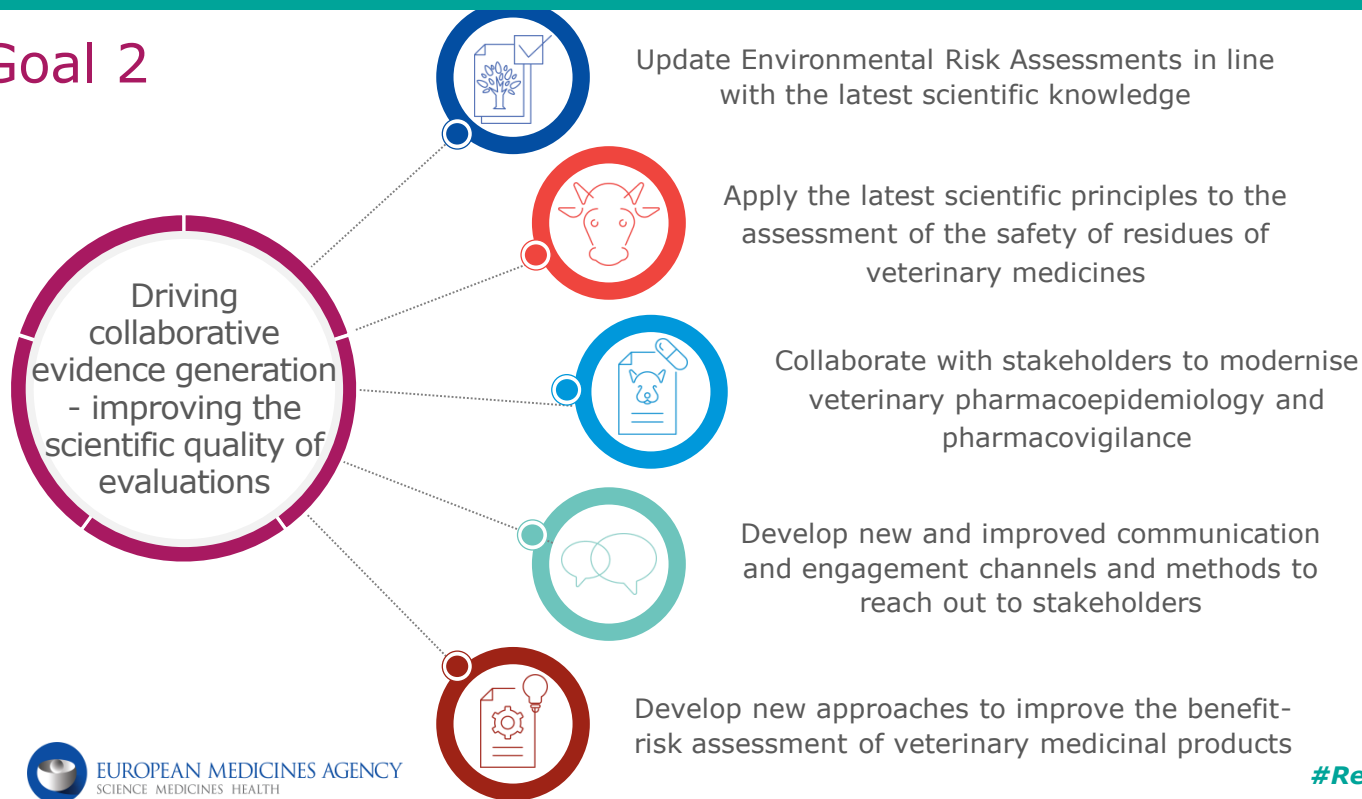 Goal 2
Update Environmental Risk Assessments in line
with the latest scientific knowledge
Apply the latest scientific principles to the
assessment of the safety of residues of
veterinary medicines
Driving
collaborative
evidence generation
- improving the
scientific quality of
evaluations
Collaborate with stakeholders to modernise
veterinary pharmacoepidemiology and
pharmacovigilance
Develop new and improved communication
and engagement channels and methods to
reach out to stakeholders
Develop new approaches to improve the benefit-
risk assessment of veterinary medicinal products
EUROPEAN MEDICINES AGENCY
SCIENCE MEDICINES HEALTH
#Re